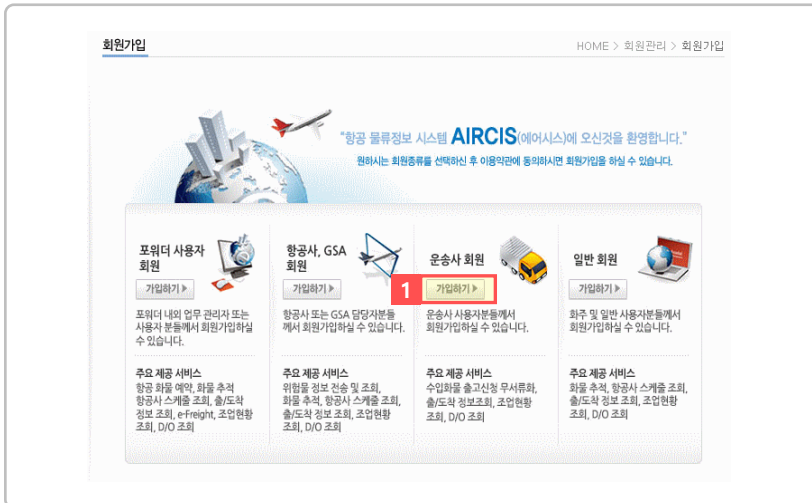 회원가입
HOME > 회원관리 > 회원가입
"항공 물류정보 시스템 AIRCIS(에어시스)에 오신것을 환영합니다."
원하시는 회원종류를 선택하신 후 이용약관에 동의하시면 회원가입을 하실 수 있습니다.
포워더 사용자
회원
가입하기
포워더 내외 업무 관리자 또는
사용자 분들께서 회원가입하실
수 있습니다.
주요 제공 서비스
항공 화물 예약, 화물 추적
항공사 스케줄 조회, 출/도착
정보 조회, e-Freight, 조업현황
조회, D/O 조회
항공사, GSA
회원
가입하기
항공사 또는 GSA 담당자분들
께서 회원가입하실 수 있습니다.
주요 제공 서비스
위험물 정보 전송 및 조회,
화물 추적, 항공사 스케줄 조회,
출/도착 정보 조회, 조업현황
조회, D/O 조회
운송사 회원
1
가입하기
운송사 사용자분들께서
회원가입하실 수 있습니다.
주요 제공 서비스
수입화물 출고신청 무서류화,
출/도착 정보조회, 조업현황
조회, D/O 조회
일반 회원
가입하기
화주 및 일반 사용자분들께서
회원가입하실 수 있습니다.
주요 제공 서비스
화물 추적, 항공사 스케줄 조회,
출/도착 정보 조회, 조업현황
조회, D/O 조회